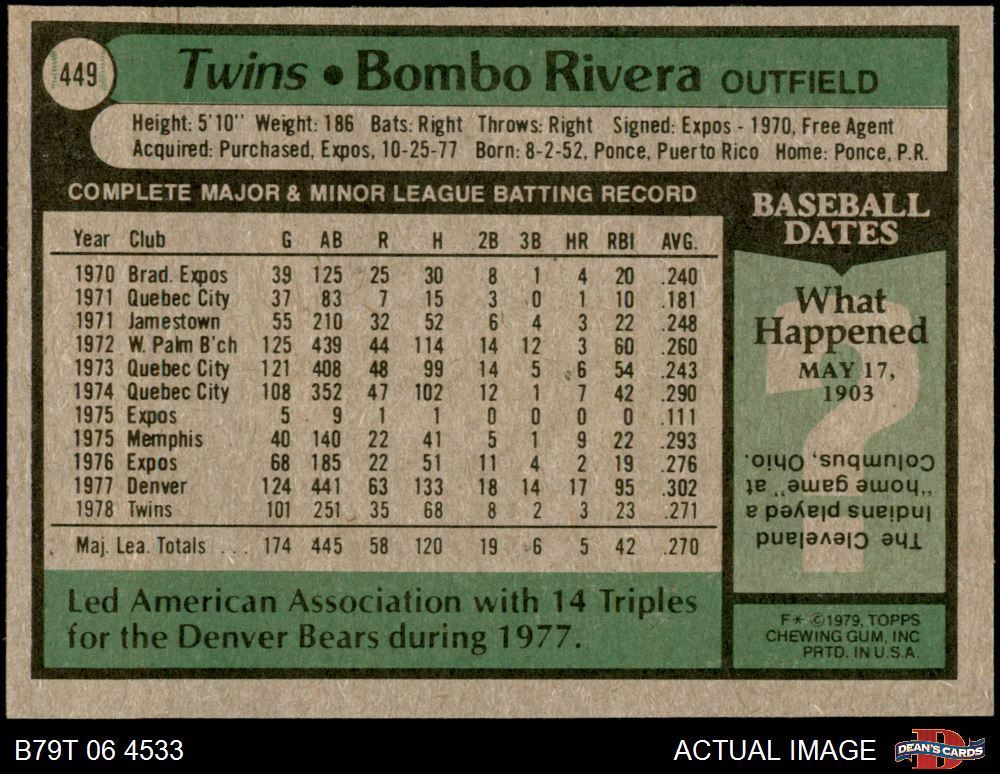 449
Twins • Bombo Rivera OUTFIELD
Height: 5'10" Weight: 186 Bats: Right Throws: Right Signed: Expos - 1970, Free Agent
Acquired: Purchased, Expos, 10-25-77 Born: 8-2-52, Ponce, Puerto Rico Home: Ponce, P.R.
COMPLETE MAJOR & MINOR LEAGUE BATTING RECORD
Year Club G AB R H 2B 3B HR RBI AVG.
1970 Brad. Expos 39 125 25 30 8 1 4 20 .240
1971 Quebec City 37 83 7 15 3 0 1 10 .181
1971 Jamestown 55 210 32 52 6 4 3 22 .248
1972 W. Palm B'ch 125 439 44 114 14 12 3 60 .260
1973 Quebec City 121 408 48 99 14 5 6 54 .243
1974 Quebec City 108 352 47 102 12 1 7 42 .290
1975 Expos 5 9 1 1 0 0 0 0 .111
1975 Memphis 40 140 22 41 5 1 9 22 .293
1976 Expos 68 185 22 51 11 4 2 19 .276
1977 Denver 124 441 63 133 18 14 17 95 .302
1978 Twins 101 251 35 68 8 2 3 23 .271
Maj. Lea. Totals ... 174 445 58 120 19 6 5 42 .270
Led American Association with 14 Triples
for the Denver Bears during 1977.
BASEBALL
DATES
What
Happened
MAY 17,
1903
The Cleveland
Indians played a
"home game" at
Columbus, Ohio.
F* ©1979, TOPPS
CHEWING GUM, INC
PRTD. IN U.S.A.
B79T 06 4533
ACTUAL IMAGE
DEAN'S CARDS